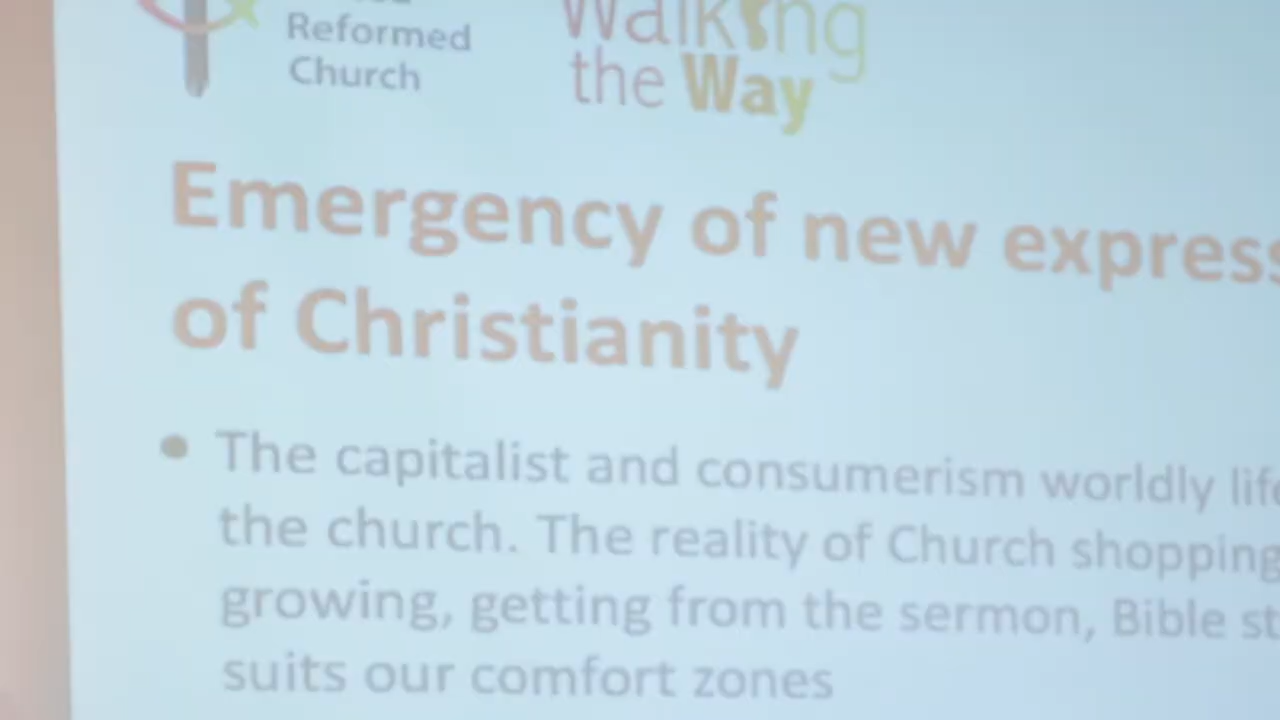 Reformed
Church
Walking
the Way
Emergency of new express
of Christianity
• The capitalist and consumerism worldly life
the church. The reality of Church shopping
growing, getting from the sermon, Bible st
suits our comfort zones